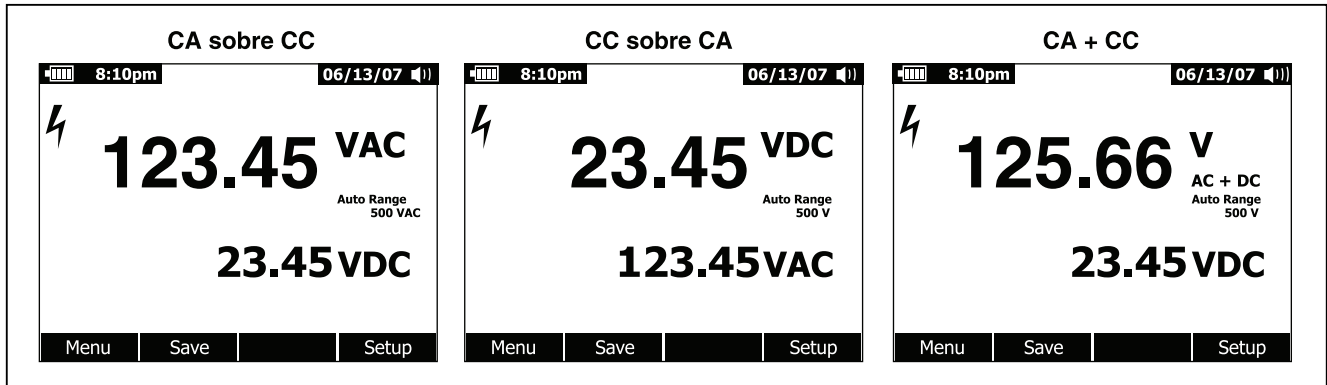 CA sobre CC
8:10pm 06/13/07
123.45 VAC
Auto Range
500 VAC
23.45 VDC
Menu Save Setup
CC sobre CA
8:10pm 06/13/07
23.45 VDC
Auto Range
500 V
123.45 VAC
Menu Save Setup
CA + CC
8:10pm 06/13/07
125.66 V
AC + DC
Auto Range
500 V
23.45 VDC
Menu Save Setup